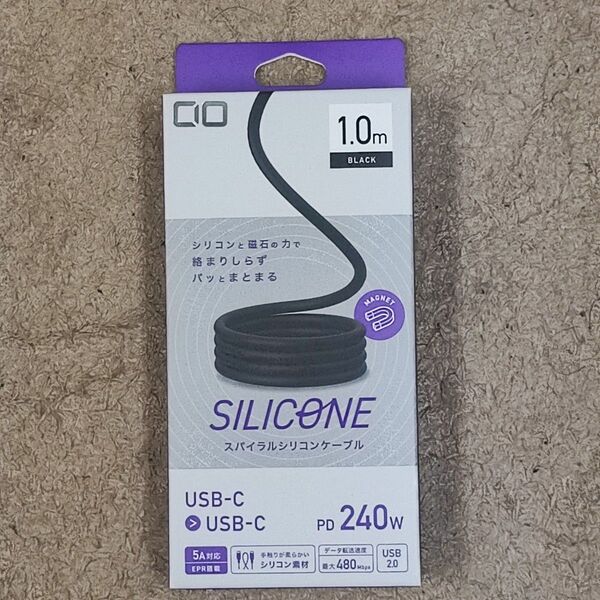 CIO
1.0m
BLACK
シリコンと磁石の力で
絡まりしらず
パッとまとまる
MAGNET
SILICONE
スパイラルシリコンケーブル
USB-C
> USB-C
PD 240W
5A対応
EPR搭載
手触りが柔らかい
シリコン素材
データ転送速度
最大480Mbps
USB
2.0